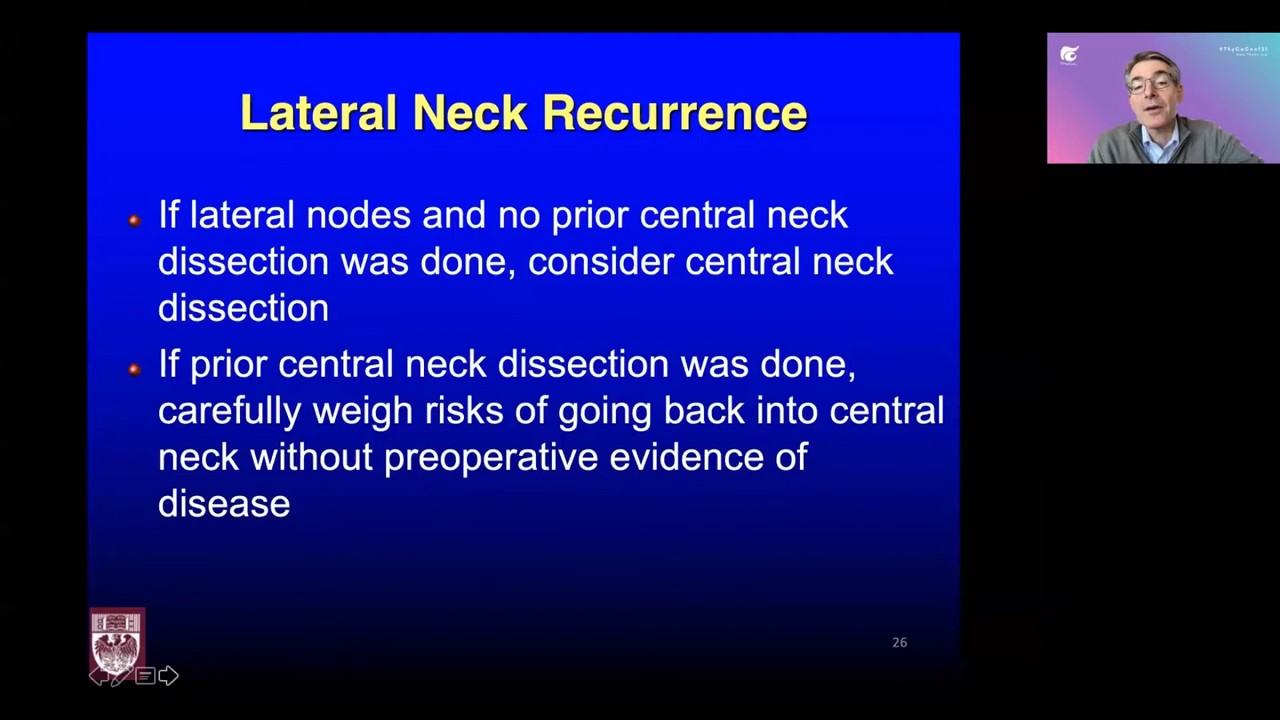 Lateral Neck Recurrence
If lateral nodes and no prior central neck
dissection was done, consider central neck
dissection
If prior central neck dissection was done,
carefully weigh risks of going back into central
neck without preoperative evidence of
disease
26